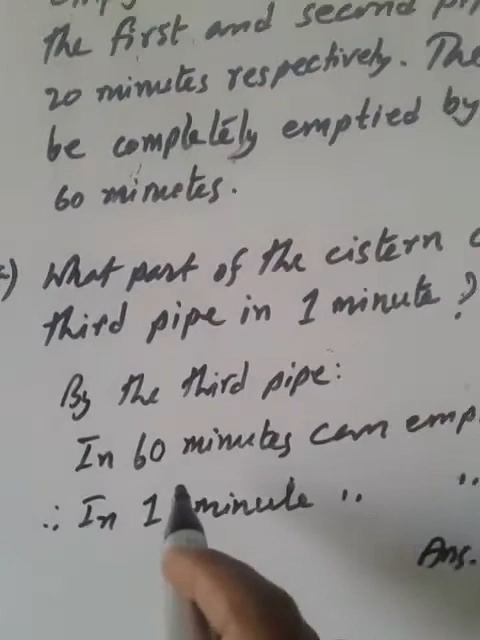 the first and second
20 minutes respectively. The
be completely emptied by
60 minutes.
) What part of the cistern
third pipe in 1 minute?
By the third pipe:
In 60 minutes can emp
∴ In 1 minute ,, ,,
Ans.